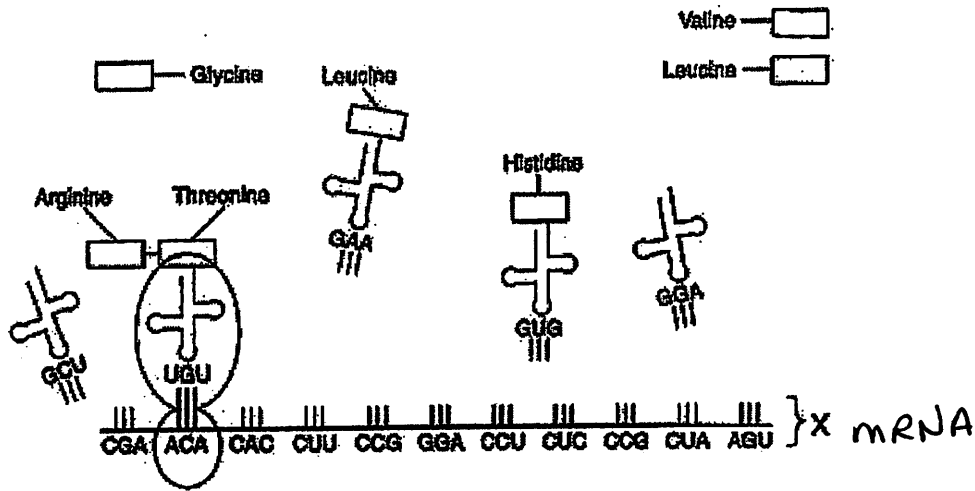 Valine
Glycine
Leucine
Leucine
Histidine
Arginine
Threonine
GAA
GGA
GUG
GCU
UGU
CGA ACA CAC CUU CCG GGA CCU CUC CCG CUA AGU }X mRNA